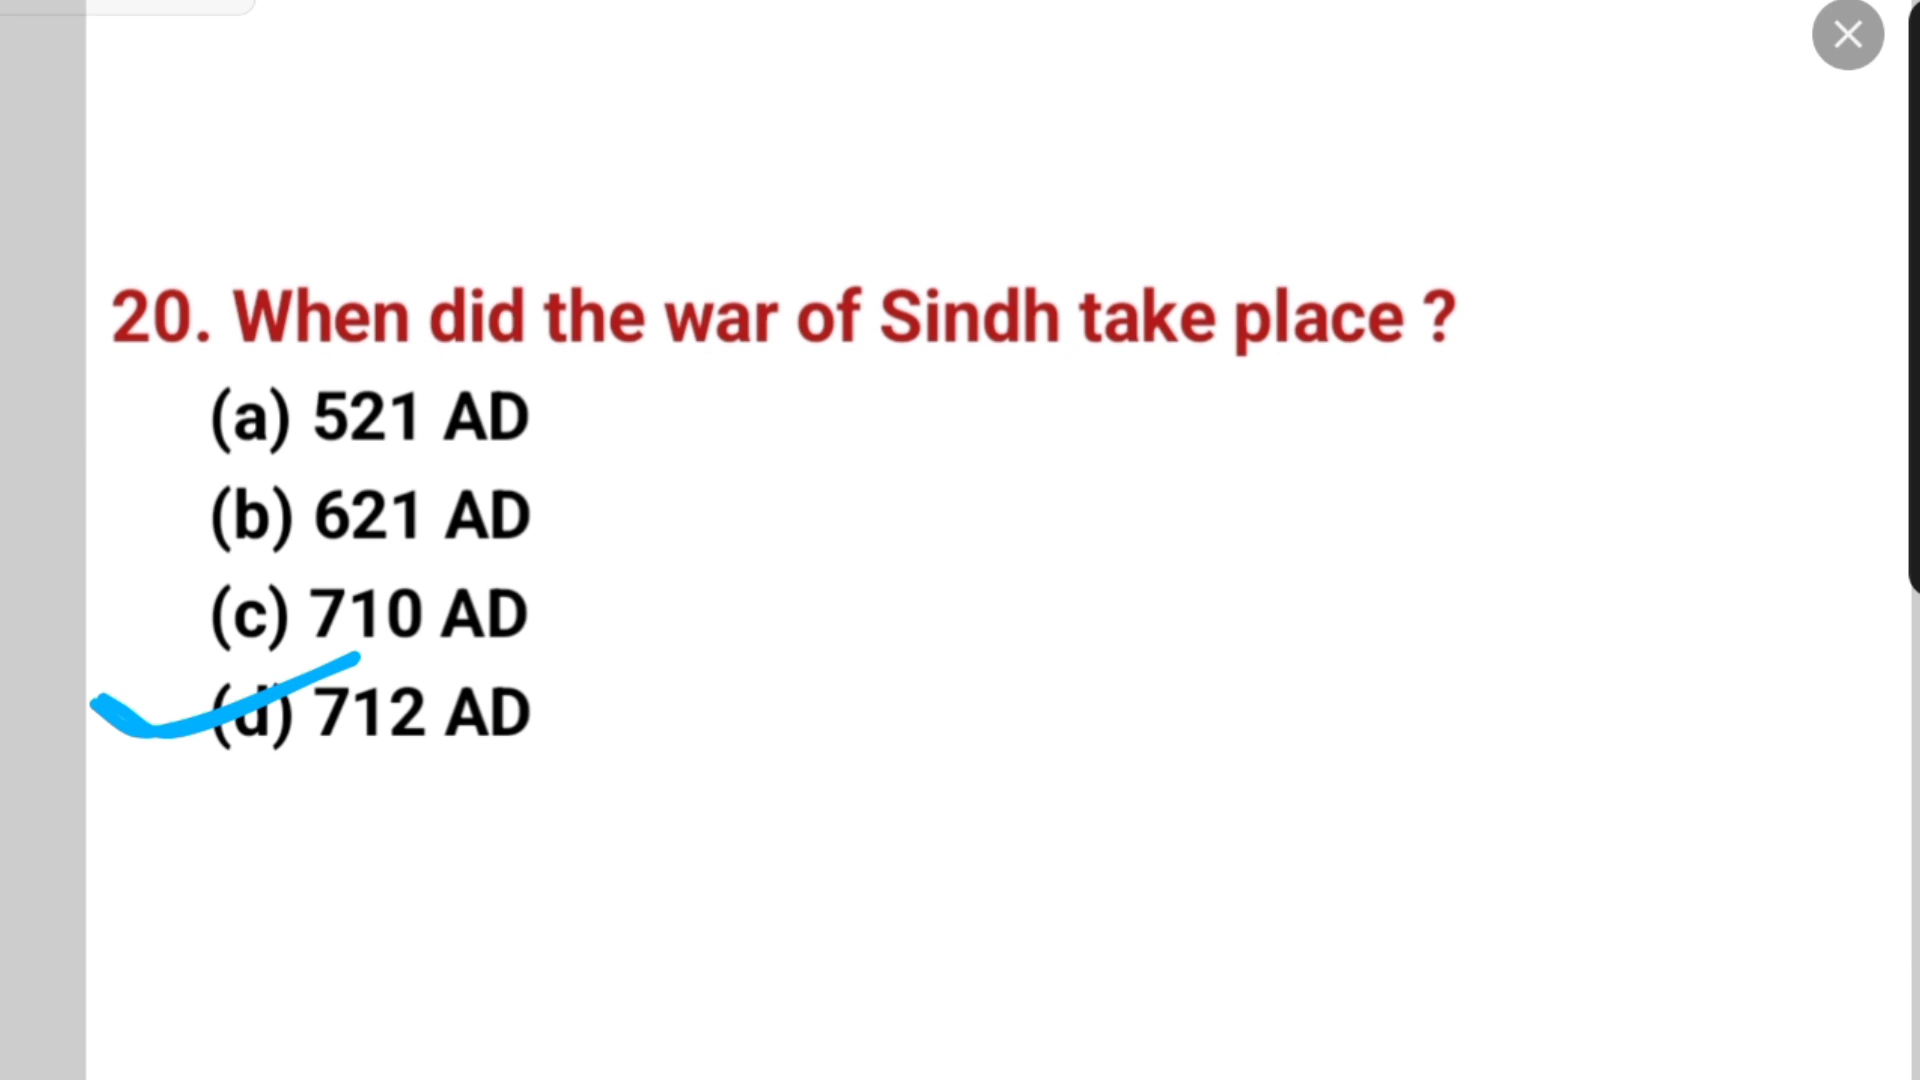 20. When did the war of Sindh take place ?
(a) 521 AD
(b) 621 AD
(c) 710 AD
(d) 712 AD